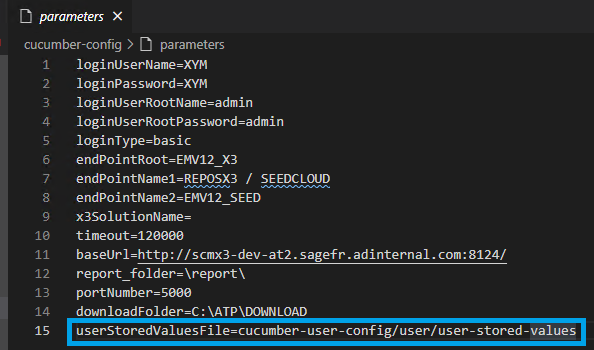 parameters
cucumber-config > parameters
1 loginUserName=XYM
2 loginPassword=XYM
3 loginUserRootName=admin
4 loginUserRootPassword=admin
5 loginType=basic
6 endPointRoot=EMV12_X3
7 endPointName1=REPOSX3 / SEEDCLOUD
8 endPointName2=EMV12_SEED
9 x3SolutionName=
10 timeout=120000
11 baseUrl=http://scmx3-dev-at2.sagefr.adinternal.com:8124/
12 report_folder=\report\
13 portNumber=5000
14 downloadFolder=C:\ATP\DOWNLOAD
15 userStoredValuesFile=cucumber-user-config/user/user-stored-values